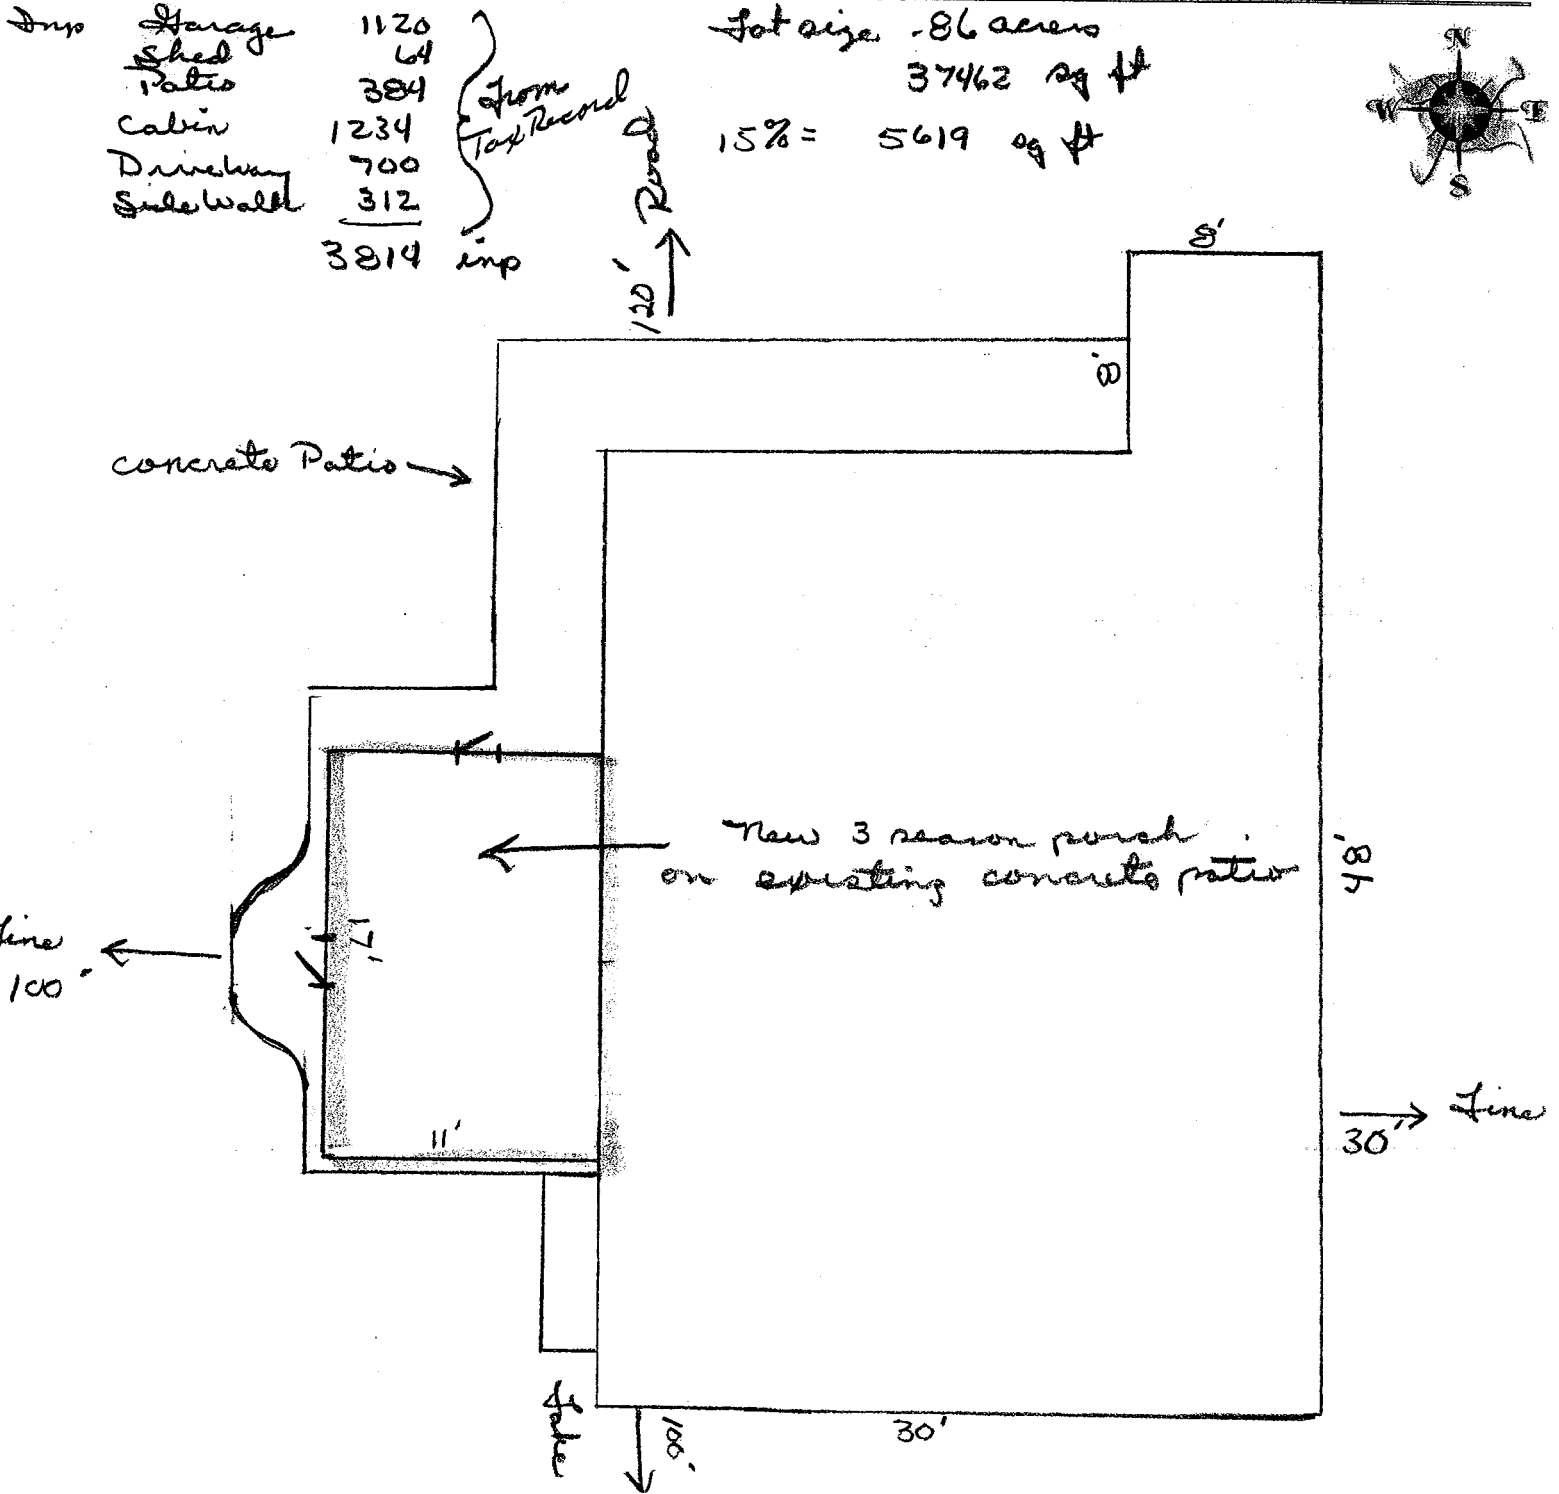 Imp Garage 1120
Shed 64
Patio 384
Cabin 1234
Driveway 700
Sidewalk 312
3814 imp
From
Tax Record
Lot size .86 acres
37462 sq ft
15% = 5619 sq ft
N
W E
S
Road
120'
8'
8'
concrete Patio
New 3 season porch
on existing concrete patio
48'
Line
100'
17'
11'
Line
30'
Lake
100'
30'